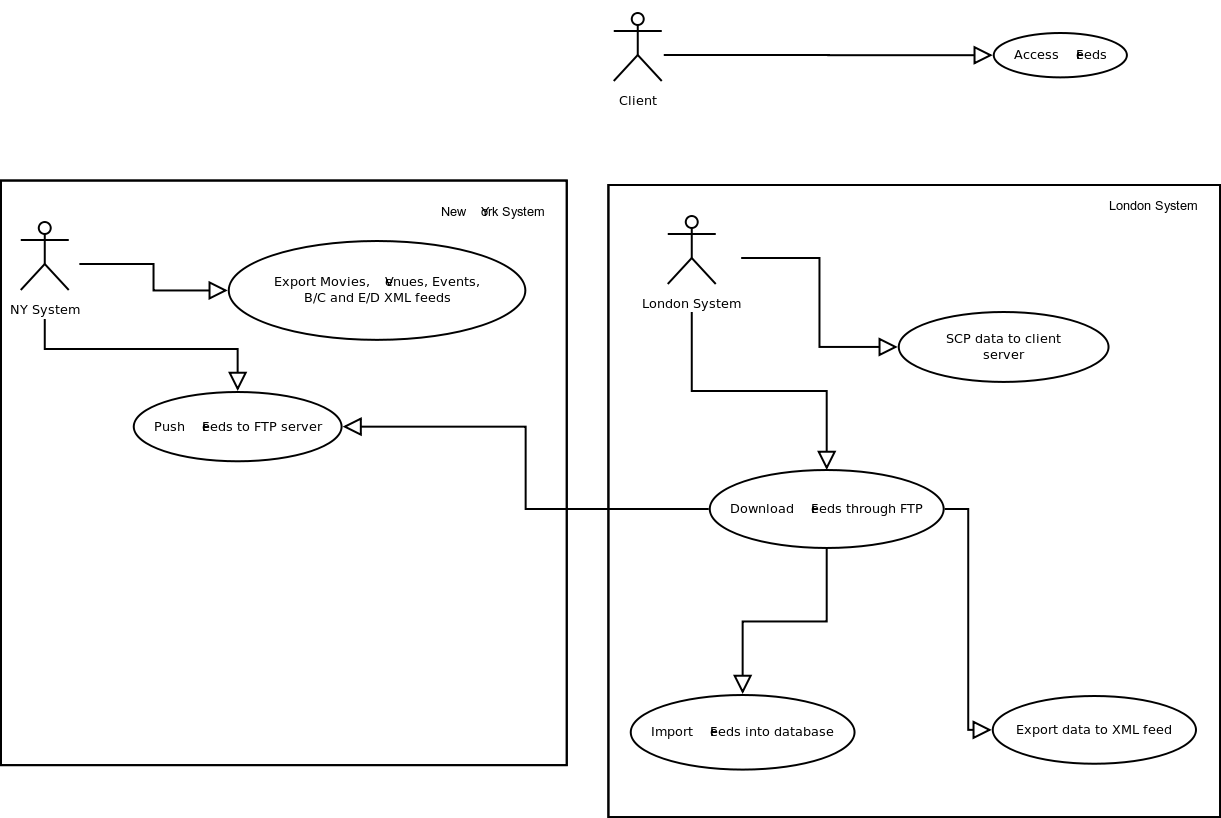 Client
Access Feeds
New York System
London System
NY System
Export Movies, Venues, Events,
B/C and E/D XML feeds
London System
SCP data to client
server
Push Feeds to FTP server
Download Feeds through FTP
Import Feeds into database
Export data to XML feed